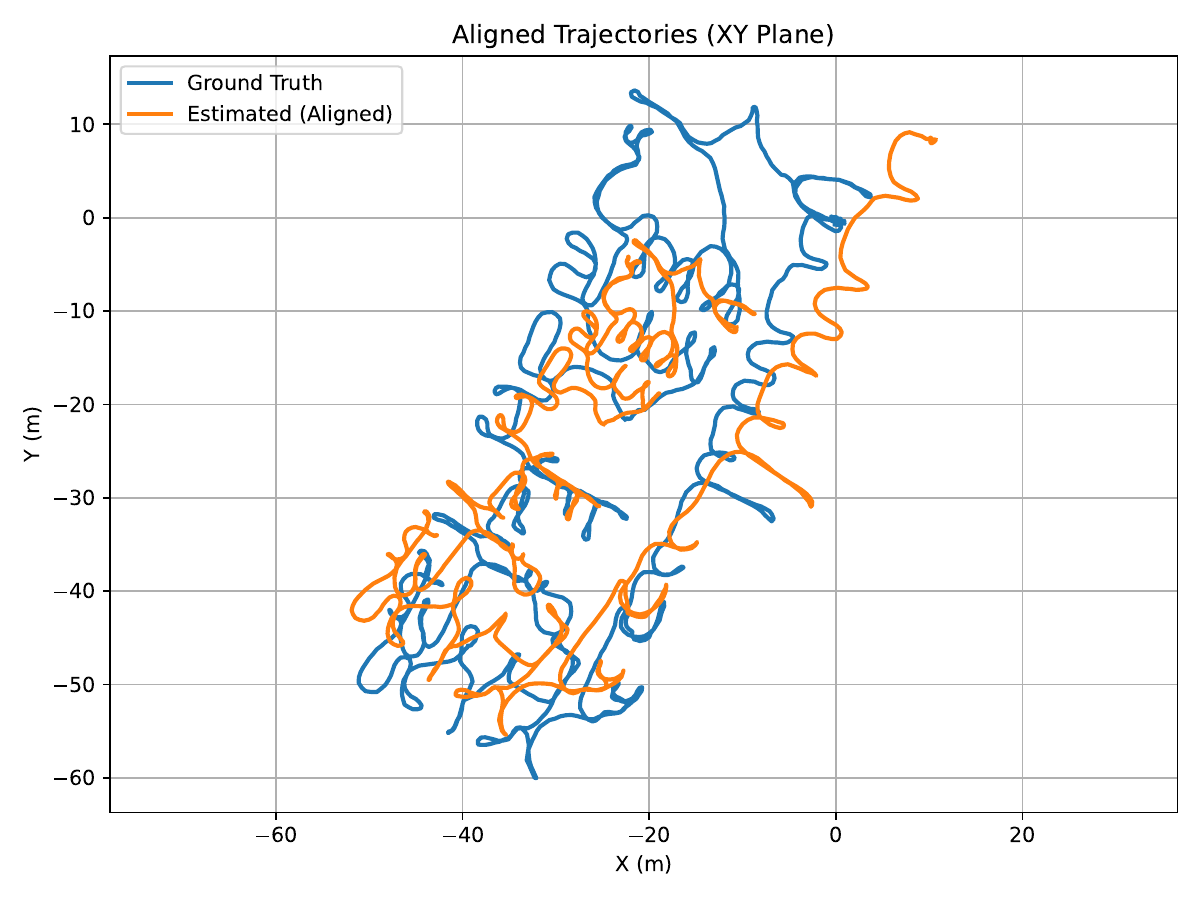 Aligned Trajectories (XY Plane)
Ground Truth
Estimated (Aligned)
10
0
−10
−20
−30
−40
−50
−60
Y (m)
−60
−40
−20
0
20
X (m)